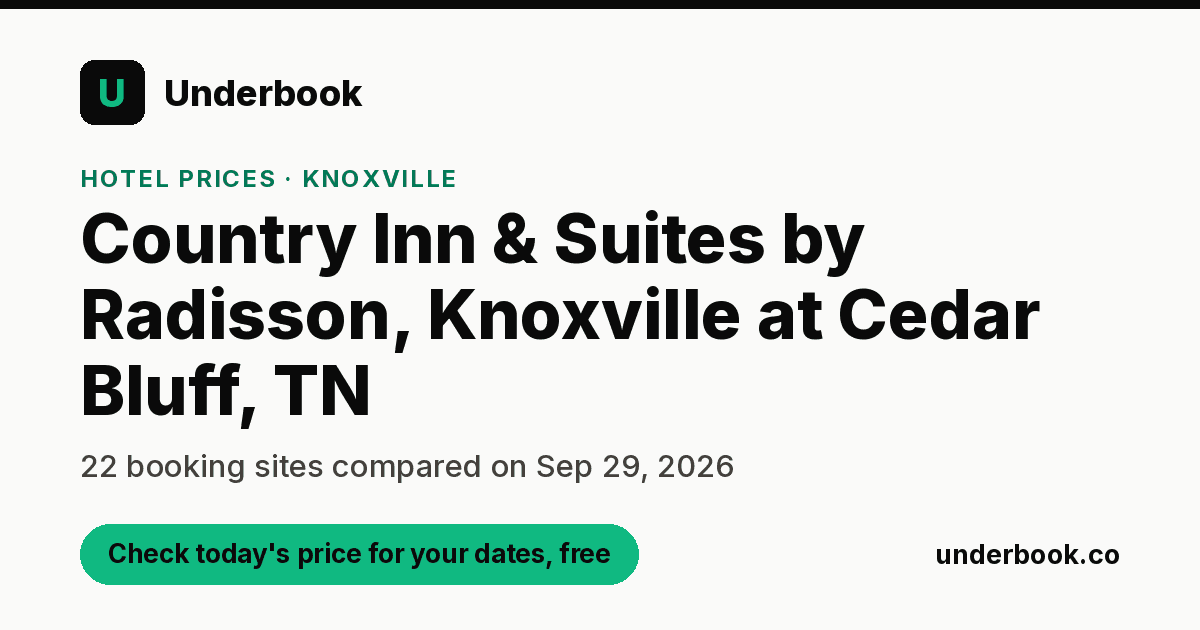 U Underbook
HOTEL PRICES · KNOXVILLE
Country Inn & Suites by
Radisson, Knoxville at Cedar
Bluff, TN
22 booking sites compared on Sep 29, 2026
Check today's price for your dates, free
underbook.co